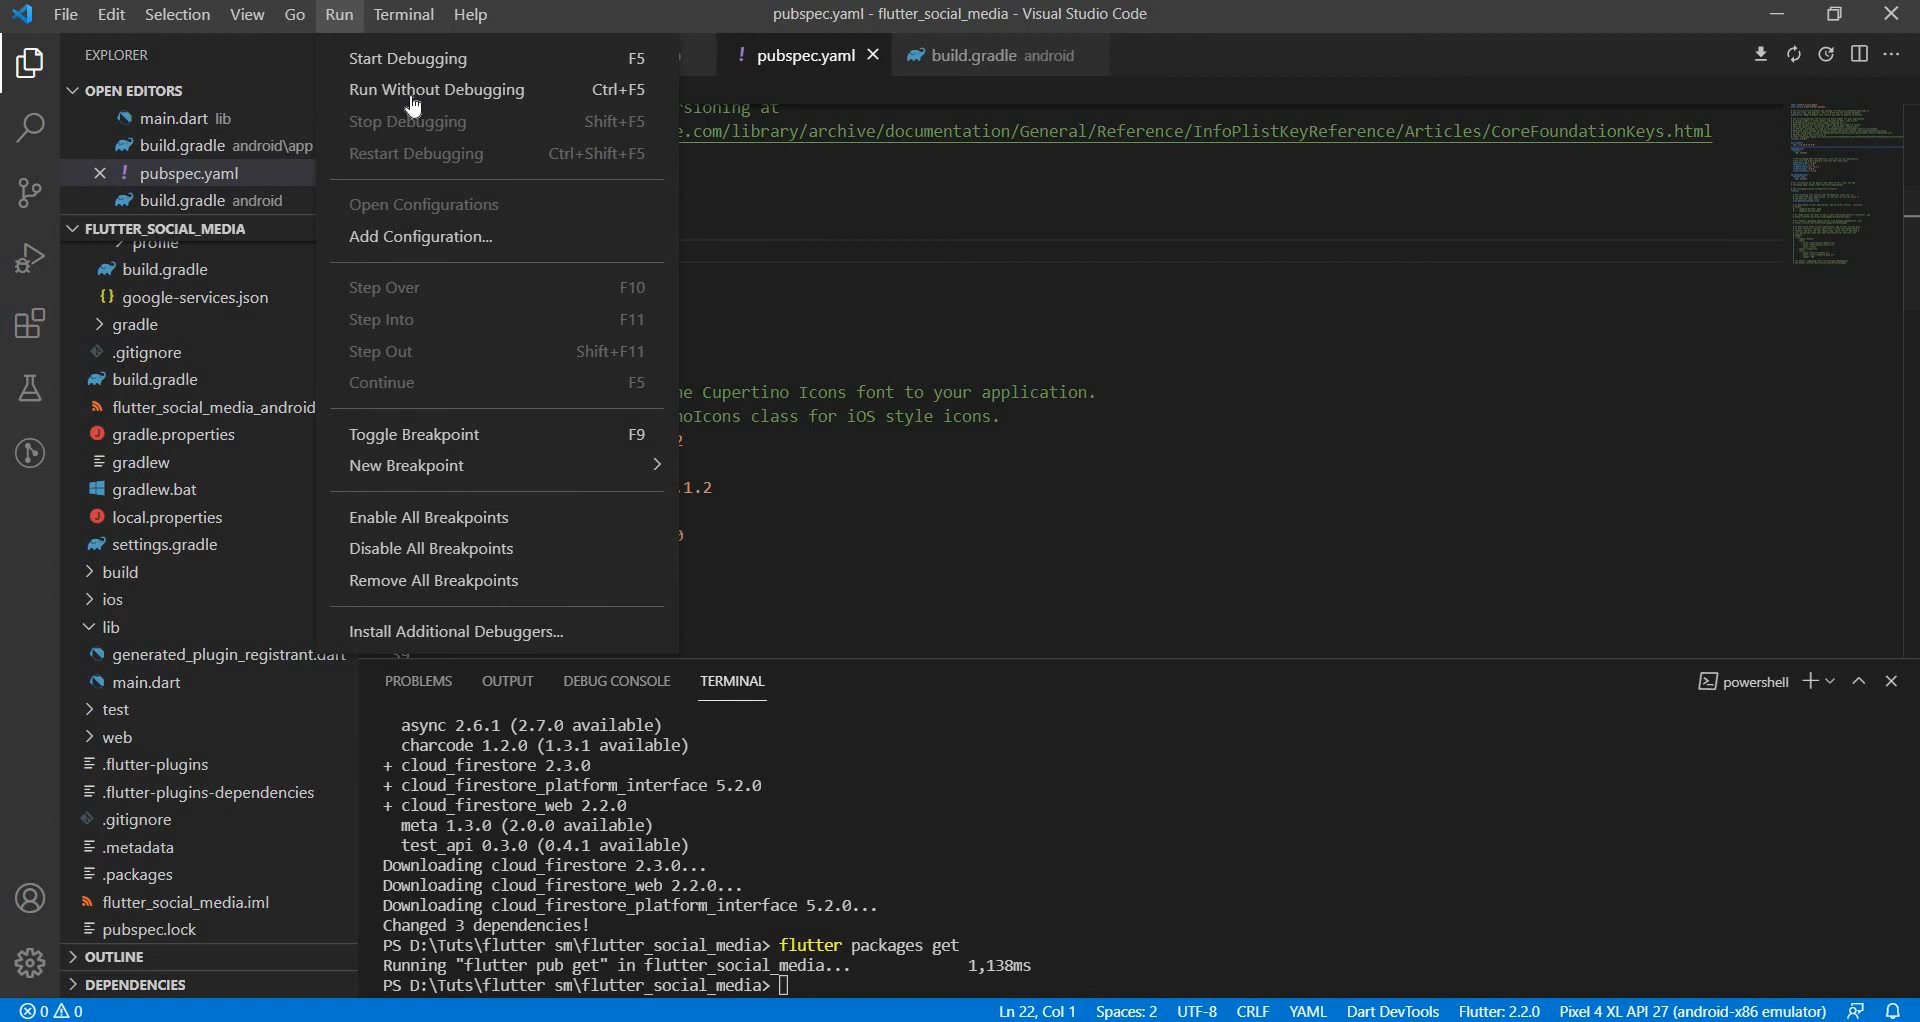 File Edit Selection View Go Run Terminal Help
pubspec.yaml - flutter_social_media - Visual Studio Code
EXPLORER
OPEN EDITORS
main.dart lib
build.gradle android\app
pubspec.yaml
build.gradle android
FLUTTER_SOCIAL_MEDIA
profile
build.gradle
google-services.json
gradle
.gitignore
build.gradle
flutter_social_media_android
gradle.properties
gradlew
gradlew.bat
local.properties
settings.gradle
build
ios
lib
generated_plugin_registrant.dart
main.dart
test
web
.flutter-plugins
.flutter-plugins-dependencies
.gitignore
.metadata
.packages
flutter_social_media.iml
pubspec.lock
OUTLINE
DEPENDENCIES
Start Debugging F5
Run Without Debugging Ctrl+F5
Stop Debugging Shift+F5
Restart Debugging Ctrl+Shift+F5
Open Configurations
Add Configuration...
Step Over F10
Step Into F11
Step Out Shift+F11
Continue F5
Toggle Breakpoint F9
New Breakpoint
Enable All Breakpoints
Disable All Breakpoints
Remove All Breakpoints
Install Additional Debuggers...
pubspec.yaml
build.gradle android
sioning at
e.com/library/archive/documentation/General/Reference/InfoPlistKeyReference/Articles/CoreFoundationKeys.html
e Cupertino Icons font to your application.
oIcons class for iOS style icons.
2
.1.2
39
PROBLEMS OUTPUT DEBUG CONSOLE TERMINAL
powershell
async 2.6.1 (2.7.0 available)
charcode 1.2.0 (1.3.1 available)
+ cloud_firestore 2.3.0
+ cloud_firestore_platform_interface 5.2.0
+ cloud_firestore_web 2.2.0
meta 1.3.0 (2.0.0 available)
test_api 0.3.0 (0.4.1 available)
Downloading cloud_firestore 2.3.0...
Downloading cloud_firestore_web 2.2.0...
Downloading cloud_firestore_platform_interface 5.2.0...
Changed 3 dependencies!
PS D:\Tuts\flutter sm\flutter_social_media> flutter packages get
Running "flutter pub get" in flutter_social_media... 1,138ms
PS D:\Tuts\flutter sm\flutter_social_media>
0 0
Ln 22, Col 1 Spaces: 2 UTF-8 CRLF YAML Dart DevTools Flutter: 2.2.0 Pixel 4 XL API 27 (android-x86 emulator)